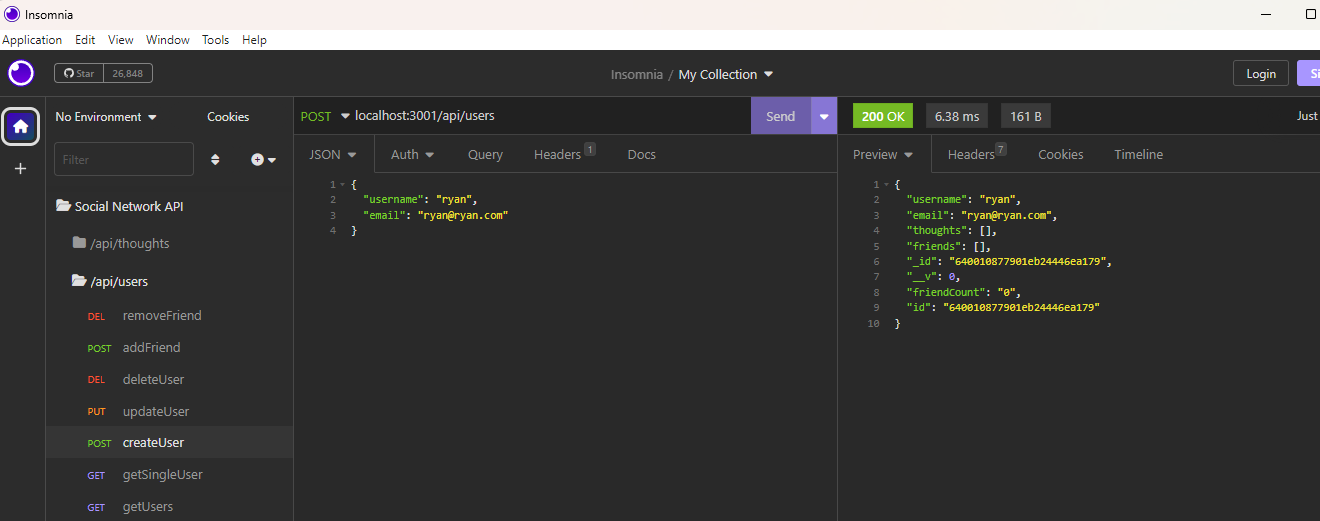 Insomnia
Application Edit View Window Tools Help
Star 26,848 Insomnia / My Collection Login
No Environment Cookies POST localhost:3001/api/users Send 200 OK 6.38 ms 161 B Just
Filter JSON Auth Query Headers 1 Docs Preview Headers 7 Cookies Timeline
Social Network API
/api/thoughts
/api/users
DEL removeFriend
POST addFriend
DEL deleteUser
PUT updateUser
POST createUser
GET getSingleUser
GET getUsers
1 {
2 "username": "ryan",
3 "email": "ryan@ryan.com"
4 }
1 {
2 "username": "ryan",
3 "email": "ryan@ryan.com",
4 "thoughts": [],
5 "friends": [],
6 "_id": "640010877901eb24446ea179",
7 "__v": 0,
8 "friendCount": "0",
9 "id": "640010877901eb24446ea179"
10 }